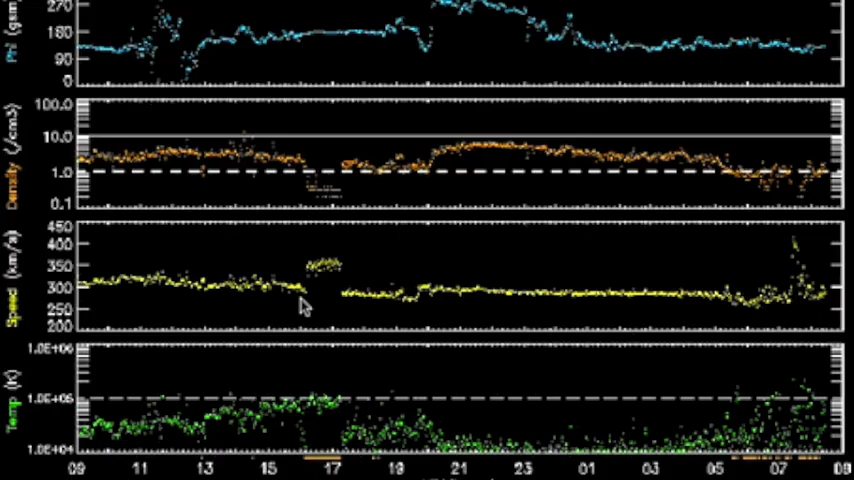 270
Phi (gsm)
180
90
0
100.0
Density (/cm3)
10.0
1.0
0.1
450
400
Speed (km/s)
350
300
250
200
1.0E+06
Temp (K)
1.0E+05
1.0E+04
09 11 13 15 17 19 21 23 01 03 05 07 09